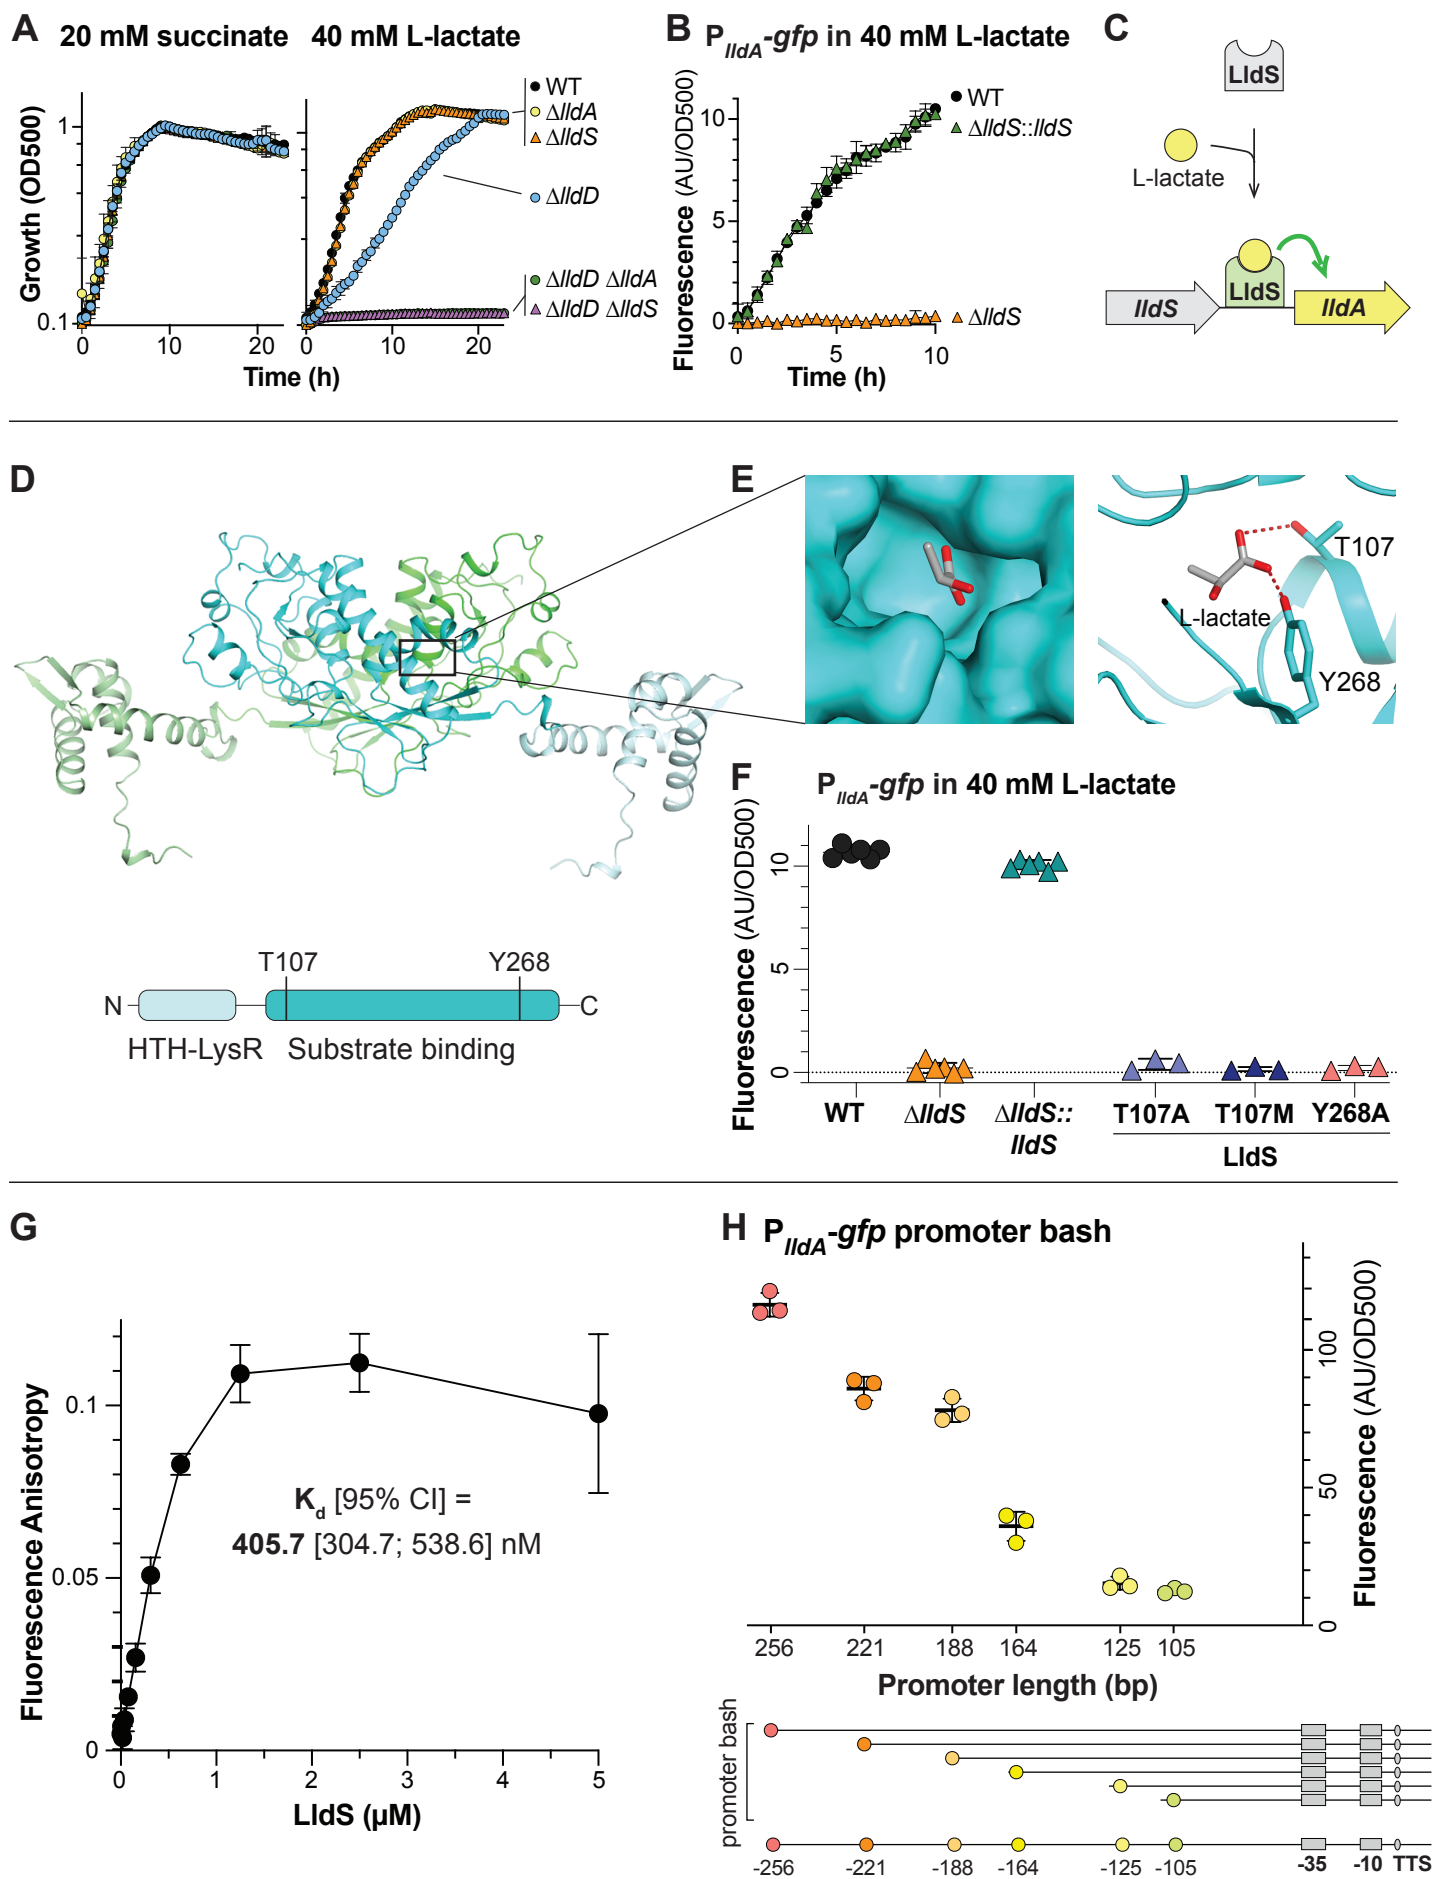 A
20 mM succinate
40 mM L-lactate
Growth (OD500)
1
0.1
0
10
20
0
10
20
Time (h)
WT
ΔlldA
ΔlldS
ΔlldD
ΔlldD ΔlldA
ΔlldD ΔlldS
B
PlldA-gfp in 40 mM L-lactate
Fluorescence (AU/OD500)
10
5
0
0
5
10
Time (h)
WT
ΔlldS::lldS
ΔlldS
C
LldS
L-lactate
LldS
lldS
lldA
D
T107
Y268
N
C
HTH-LysR
Substrate binding
E
T107
L-lactate
Y268
F
PlldA-gfp in 40 mM L-lactate
Fluorescence (AU/OD500)
10
5
0
WT
ΔlldS
ΔlldS::
lldS
T107A
T107M
Y268A
LldS
G
Fluorescence Anisotropy
0.1
0.05
0
Kd [95% CI] =
405.7 [304.7; 538.6] nM
0
1
2
3
4
5
LldS (µM)
H
PlldA-gfp promoter bash
Fluorescence (AU/OD500)
100
50
0
256
221
188
164
125
105
Promoter length (bp)
promoter bash
-256
-221
-188
-164
-125
-105
-35
-10
TTS